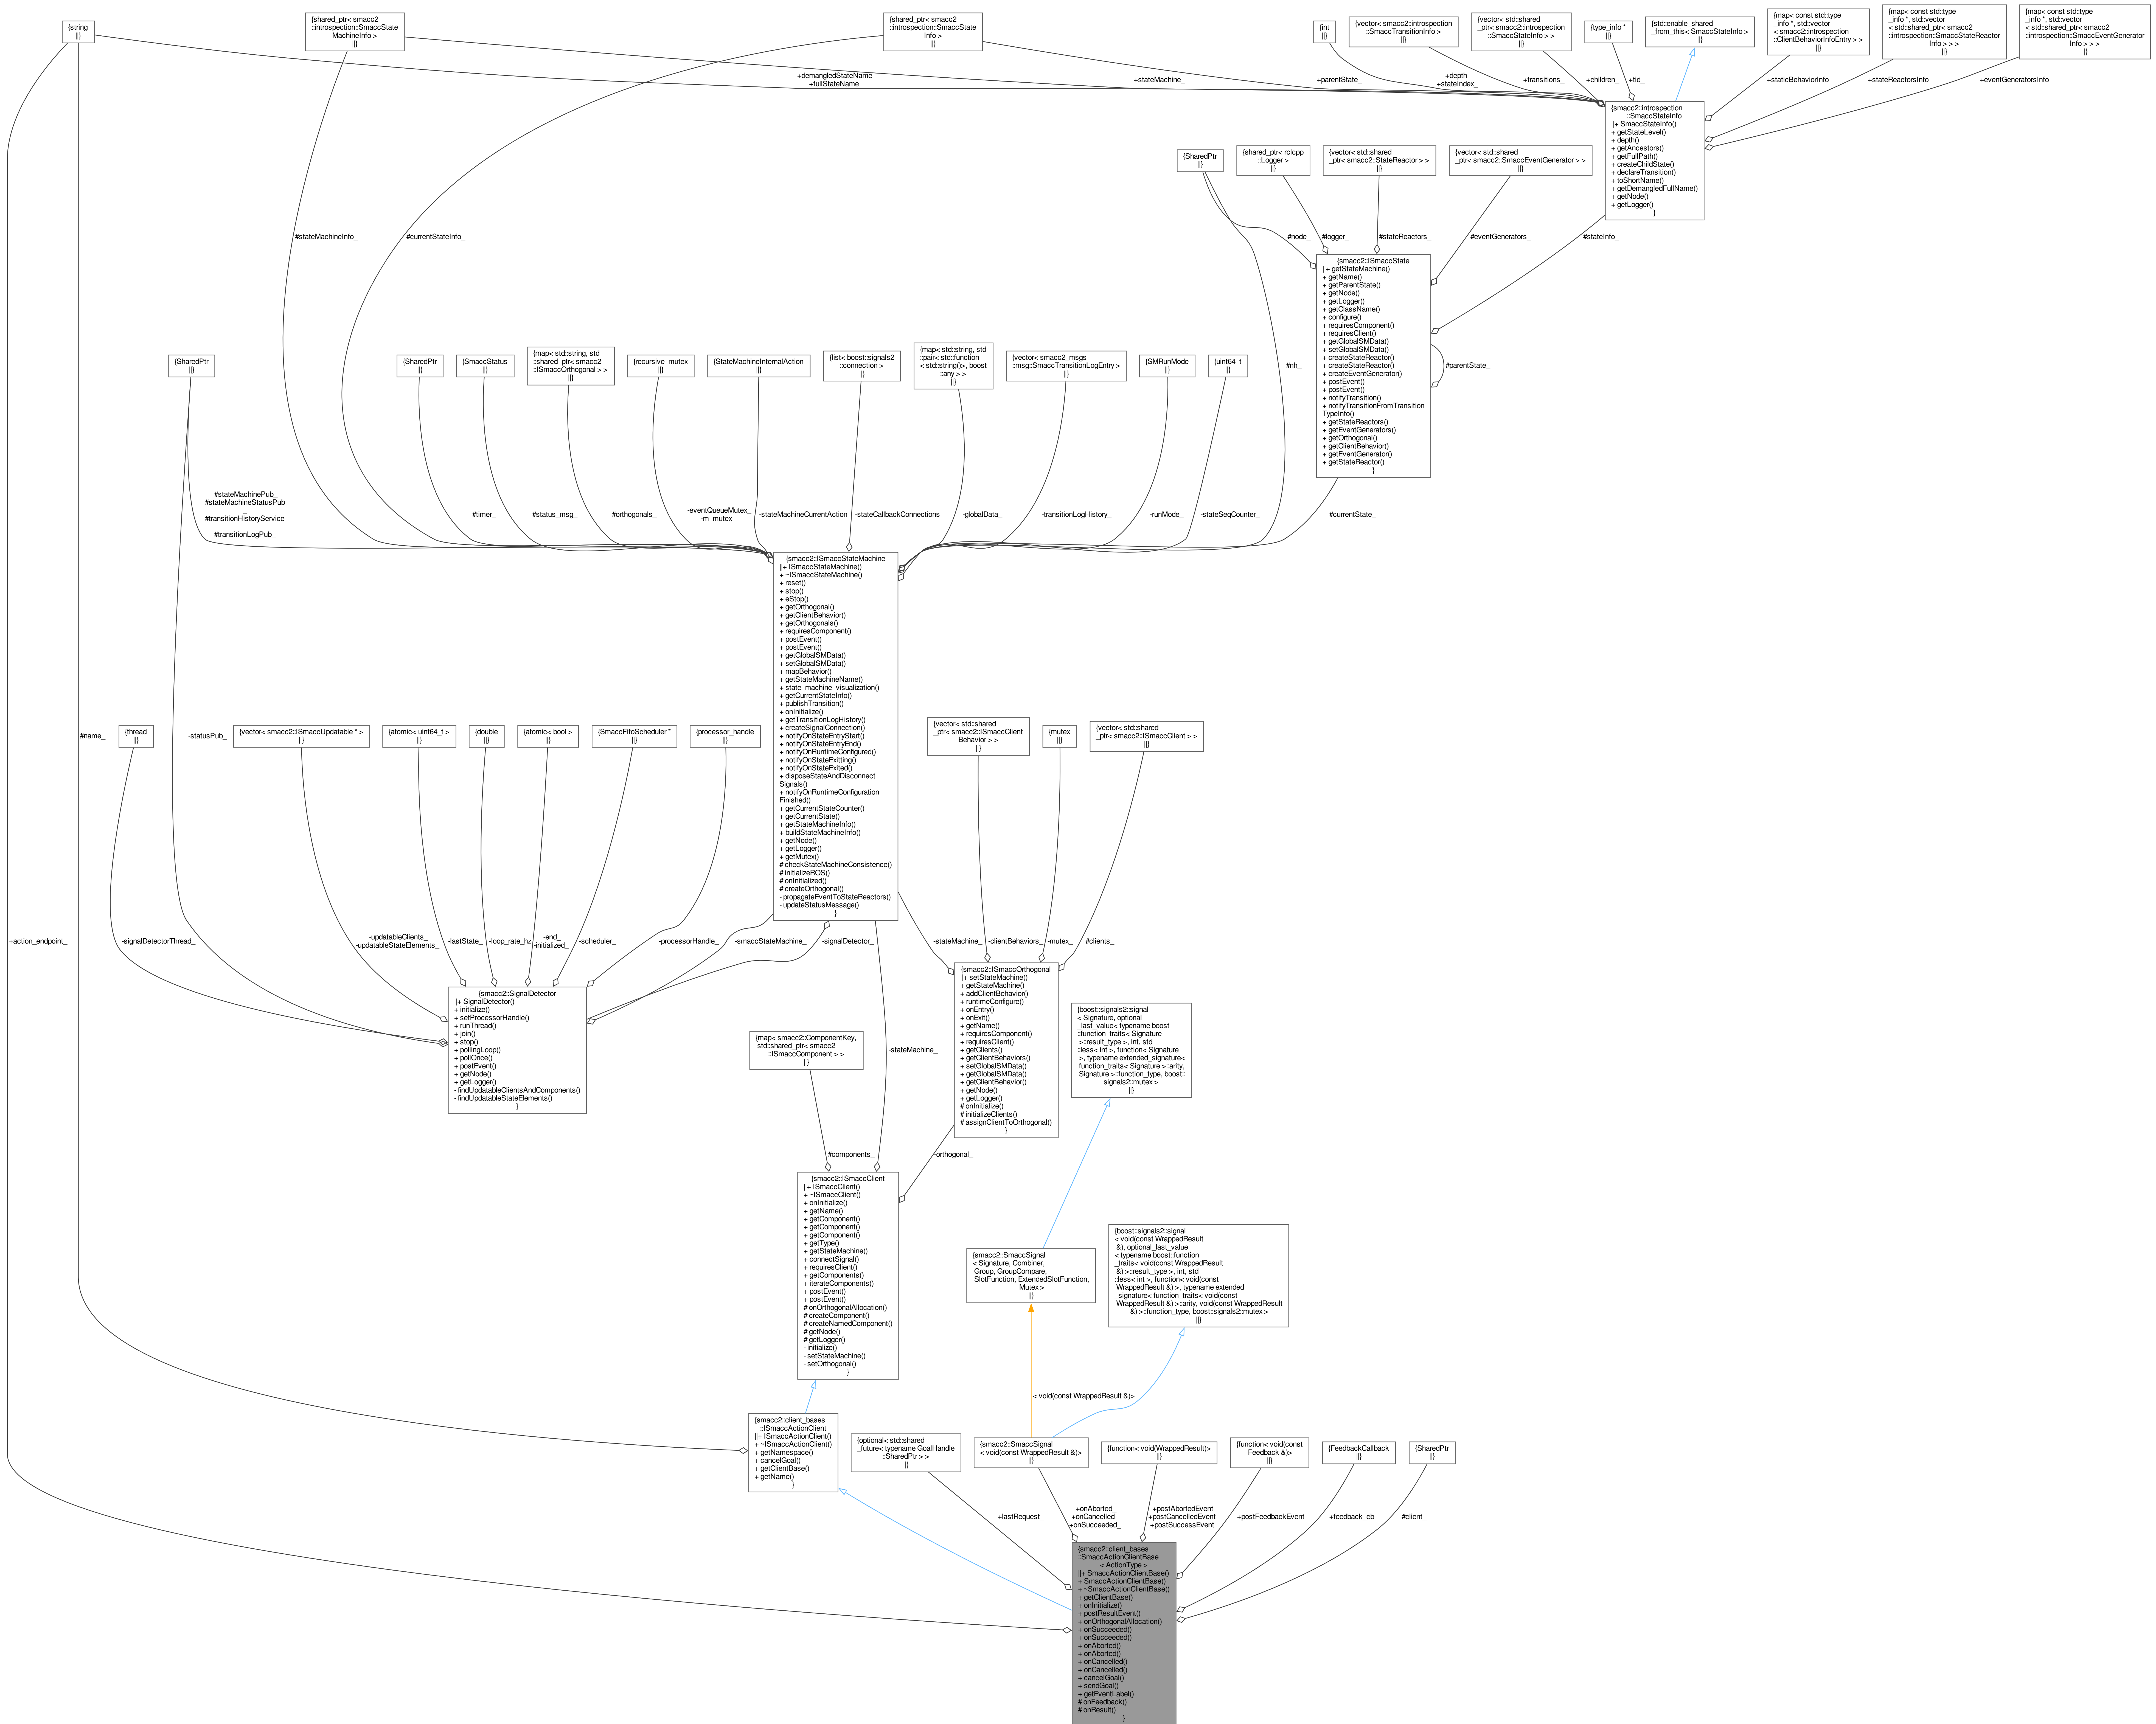 {string
||}
{shared_ptr< smacc2
::introspection::SmaccState
MachineInfo >
||}
{shared_ptr< smacc2
::introspection::SmaccState
Info >
||}
{int
||}
{vector< smacc2::introspection
::SmaccTransitionInfo >
||}
{vector< std::shared
_ptr< smacc2::introspection
::SmaccStateInfo > >
||}
{type_info *
||}
{std::enable_shared
_from_this< SmaccStateInfo >
||}
{map< const std::type
_info *, std::vector
< smacc2::introspection
::ClientBehaviorInfoEntry > >
||}
{map< const std::type
_info *, std::vector
< std::shared_ptr< smacc2
::introspection::SmaccStateReactor
Info > > >
||}
{map< const std::type
_info *, std::vector
< std::shared_ptr< smacc2
::introspection::SmaccEventGenerator
Info > > >
||}
+demangledStateName
+fullStateName
+stateMachine_
+parentState_
+depth_
+stateIndex_
+transitions_
+children_
+tid_
+staticBehaviorInfo
+stateReactorsInfo
+eventGeneratorsInfo
{smacc2::introspection
::SmaccStateInfo
||+ SmaccStateInfo()
+ getStateLevel()
+ depth()
+ getAncestors()
+ getFullPath()
+ createChildState()
+ declareTransition()
+ toShortName()
+ getDemangledFullName()
+ getNode()
+ getLogger()
}
{SharedPtr
||}
{shared_ptr< rclcpp
::Logger >
||}
{vector< std::shared
_ptr< smacc2::StateReactor > >
||}
{vector< std::shared
_ptr< smacc2::SmaccEventGenerator > >
||}
#stateMachineInfo_
#currentStateInfo_
#node_
#logger_
#stateReactors_
#eventGenerators_
#stateInfo_
{smacc2::ISmaccState
||+ getStateMachine()
+ getName()
+ getParentState()
+ getNode()
+ getLogger()
+ getClassName()
+ configure()
+ requiresComponent()
+ requiresClient()
+ getGlobalSMData()
+ setGlobalSMData()
+ createStateReactor()
+ createStateReactor()
+ createEventGenerator()
+ postEvent()
+ postEvent()
+ notifyTransition()
+ notifyTransitionFromTransition
TypeInfo()
+ getStateReactors()
+ getEventGenerators()
+ getOrthogonal()
+ getClientBehavior()
+ getEventGenerator()
+ getStateReactor()
}
#parentState_
#nh_
{SharedPtr
||}
{SharedPtr
||}
{SmaccStatus
||}
{map< std::string, std
::shared_ptr< smacc2
::ISmaccOrthogonal > >
||}
{recursive_mutex
||}
{StateMachineInternalAction
||}
{list< boost::signals2
::connection >
||}
{map< std::string, std
::pair< std::function
< std::string()>, boost
::any > >
||}
{vector< smacc2_msgs
::msg::SmaccTransitionLogEntry >
||}
{SMRunMode
||}
{uint64_t
||}
#stateMachinePub_
#stateMachineStatusPub
_
#transitionHistoryService
_
#transitionLogPub_
#timer_
#status_msg_
#orthogonals_
-eventQueueMutex_
-m_mutex_
-stateMachineCurrentAction
-stateCallbackConnections
-globalData_
-transitionLogHistory_
-runMode_
-stateSeqCounter_
#currentState_
{smacc2::ISmaccStateMachine
||+ ISmaccStateMachine()
+ ~ISmaccStateMachine()
+ reset()
+ stop()
+ eStop()
+ getOrthogonal()
+ getClientBehavior()
+ getOrthogonals()
+ requiresComponent()
+ postEvent()
+ postEvent()
+ getGlobalSMData()
+ setGlobalSMData()
+ mapBehavior()
+ getStateMachineName()
+ state_machine_visualization()
+ getCurrentStateInfo()
+ publishTransition()
+ onInitialize()
+ getTransitionLogHistory()
+ createSignalConnection()
+ notifyOnStateEntryStart()
+ notifyOnStateEntryEnd()
+ notifyOnRuntimeConfigured()
+ notifyOnStateExitting()
+ notifyOnStateExited()
+ disposeStateAndDisconnect
Signals()
+ notifyOnRuntimeConfiguration
Finished()
+ getCurrentStateCounter()
+ getCurrentState()
+ getStateMachineInfo()
+ buildStateMachineInfo()
+ getNode()
+ getLogger()
+ getMutex()
# checkStateMachineConsistence()
# initializeROS()
# onInitialized()
# createOrthogonal()
- propagateEventToStateReactors()
- updateStatusMessage()
}
#name_
-statusPub_
{thread
||}
{vector< smacc2::ISmaccUpdatable * >
||}
{atomic< uint64_t >
||}
{double
||}
{atomic< bool >
||}
{SmaccFifoScheduler *
||}
{processor_handle
||}
{vector< std::shared
_ptr< smacc2::ISmaccClient
Behavior > >
||}
{mutex
||}
{vector< std::shared
_ptr< smacc2::ISmaccClient > >
||}
+action_endpoint_
-signalDetectorThread_
-updatableClients_
-updatableStateElements_
-lastState_
-loop_rate_hz
-end_
-initialized_
-scheduler_
-processorHandle_
-smaccStateMachine_
-signalDetector_
-stateMachine_
-clientBehaviors_
-mutex_
#clients_
{smacc2::SignalDetector
||+ SignalDetector()
+ initialize()
+ setProcessorHandle()
+ runThread()
+ join()
+ stop()
+ pollingLoop()
+ pollOnce()
+ postEvent()
+ getNode()
+ getLogger()
- findUpdatableClientsAndComponents()
- findUpdatableStateElements()
}
{smacc2::ISmaccOrthogonal
||+ setStateMachine()
+ getStateMachine()
+ addClientBehavior()
+ runtimeConfigure()
+ onEntry()
+ onExit()
+ getName()
+ requiresComponent()
+ requiresClient()
+ getClients()
+ getClientBehaviors()
+ setGlobalSMData()
+ getGlobalSMData()
+ getClientBehavior()
+ getNode()
+ getLogger()
# onInitialize()
# initializeClients()
# assignClientToOrthogonal()
}
{map< smacc2::ComponentKey,
std::shared_ptr< smacc2
::ISmaccComponent > >
||}
-stateMachine_
{boost::signals2::signal
< Signature, optional
_last_value< typename boost
::function_traits< Signature
>::result_type >, int, std
::less< int >, function< Signature
>, typename extended_signature<
function_traits< Signature >::arity,
Signature >::function_type, boost::
signals2::mutex >
||}
#components_
-orthogonal_
{smacc2::ISmaccClient
||+ ISmaccClient()
+ ~ISmaccClient()
+ onInitialize()
+ getName()
+ getComponent()
+ getComponent()
+ getComponent()
+ getType()
+ getStateMachine()
+ connectSignal()
+ requiresClient()
+ getComponents()
+ iterateComponents()
+ postEvent()
+ postEvent()
# onOrthogonalAllocation()
# createComponent()
# createNamedComponent()
# getNode()
# getLogger()
- initialize()
- setStateMachine()
- setOrthogonal()
}
{smacc2::SmaccSignal
< Signature, Combiner,
Group, GroupCompare,
SlotFunction, ExtendedSlotFunction,
Mutex >
||}
{boost::signals2::signal
< void(const WrappedResult
&), optional_last_value
< typename boost::function
_traits< void(const WrappedResult
&) >::result_type >, int, std
::less< int >, function< void(const
WrappedResult &) >, typename extended
_signature< function_traits< void(const
WrappedResult &) >::arity, void(const WrappedResult
&) >::function_type, boost::signals2::mutex >
||}
< void(const WrappedResult &)>
{smacc2::client_bases
::ISmaccActionClient
||+ ISmaccActionClient()
+ ~ISmaccActionClient()
+ getNamespace()
+ cancelGoal()
+ getClientBase()
+ getName()
}
{optional< std::shared
_future< typename GoalHandle
::SharedPtr > >
||}
{smacc2::SmaccSignal
< void(const WrappedResult &)>
||}
{function< void(WrappedResult)>
||}
{function< void(const
Feedback &)>
||}
{FeedbackCallback
||}
{SharedPtr
||}
+lastRequest_
+onAborted_
+onCancelled_
+onSucceeded_
+postAbortedEvent
+postCancelledEvent
+postSuccessEvent
+postFeedbackEvent
+feedback_cb
#client_
{smacc2::client_bases
::SmaccActionClientBase
< ActionType >
||+ SmaccActionClientBase()
+ SmaccActionClientBase()
+ ~SmaccActionClientBase()
+ getClientBase()
+ onInitialize()
+ postResultEvent()
+ onOrthogonalAllocation()
+ onSucceeded()
+ onSucceeded()
+ onAborted()
+ onAborted()
+ onCancelled()
+ onCancelled()
+ cancelGoal()
+ sendGoal()
+ getEventLabel()
# onFeedback()
# onResult()
}